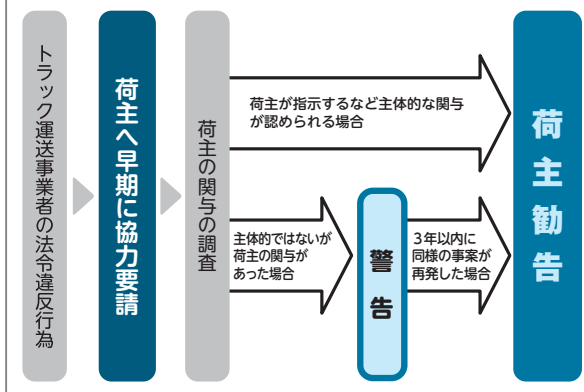 トラック運送事業者の法令違反行為
荷主へ早期に協力要請
荷主の関与の調査
荷主が指示するなど主体的な関与
が認められる場合
主体的ではないが
荷主の関与が
あった場合
警告
３年以内に
同様の事案が
再発した場合
荷主勧告